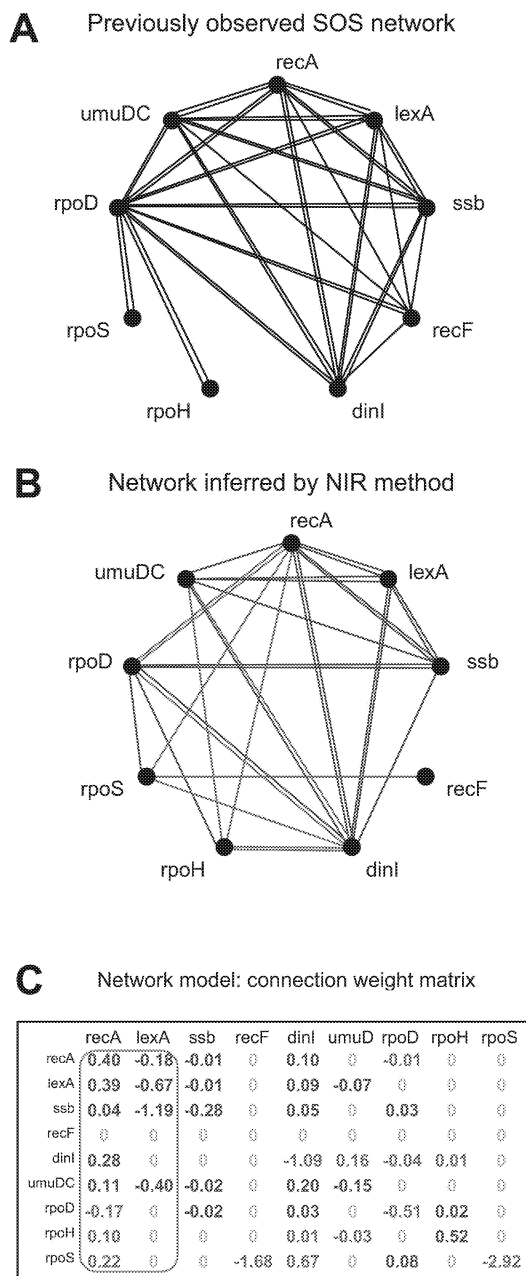 A Previously observed SOS network
recA
umuDC lexA
rpoD ssb
rpoS recF
rpoH dinI
B Network inferred by NIR method
recA
umuDC lexA
rpoD ssb
rpoS recF
rpoH dinI
C Network model: connection weight matrix
recA lexA ssb recF dinI umuD rpoD rpoH rpoS
recA 0.40 -0.18 -0.01 0 0.10 0 -0.01 0 0
lexA 0.39 -0.67 -0.01 0 0.09 -0.07 0 0 0
ssb 0.04 -1.19 -0.28 0 0.05 0 0.03 0 0
recF 0 0 0 0 0 0 0 0 0
dinI 0.28 0 0 0 -1.09 0.16 -0.04 0.01 0
umuDC 0.11 -0.40 -0.02 0 0.20 -0.15 0 0 0
rpoD -0.17 0 -0.02 0 0.03 0 -0.51 0.02 0
rpoH 0.10 0 0 0 0.01 -0.03 0 0.52 0
rpoS 0.22 0 0 -1.68 0.67 0 0.08 0 -2.92